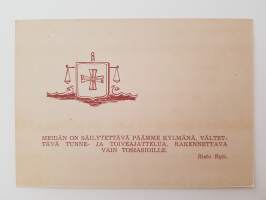 MEIDÄN ON SÄILYTETTÄVÄ PÄÄMME KYLMÄNÄ, VÄLTET-
TÄVÄ TUNNE- JA TOIVEAJATTELUA, RAKENNETTAVA
VAIN TOSIASIOILLE.
Risto Ryti.